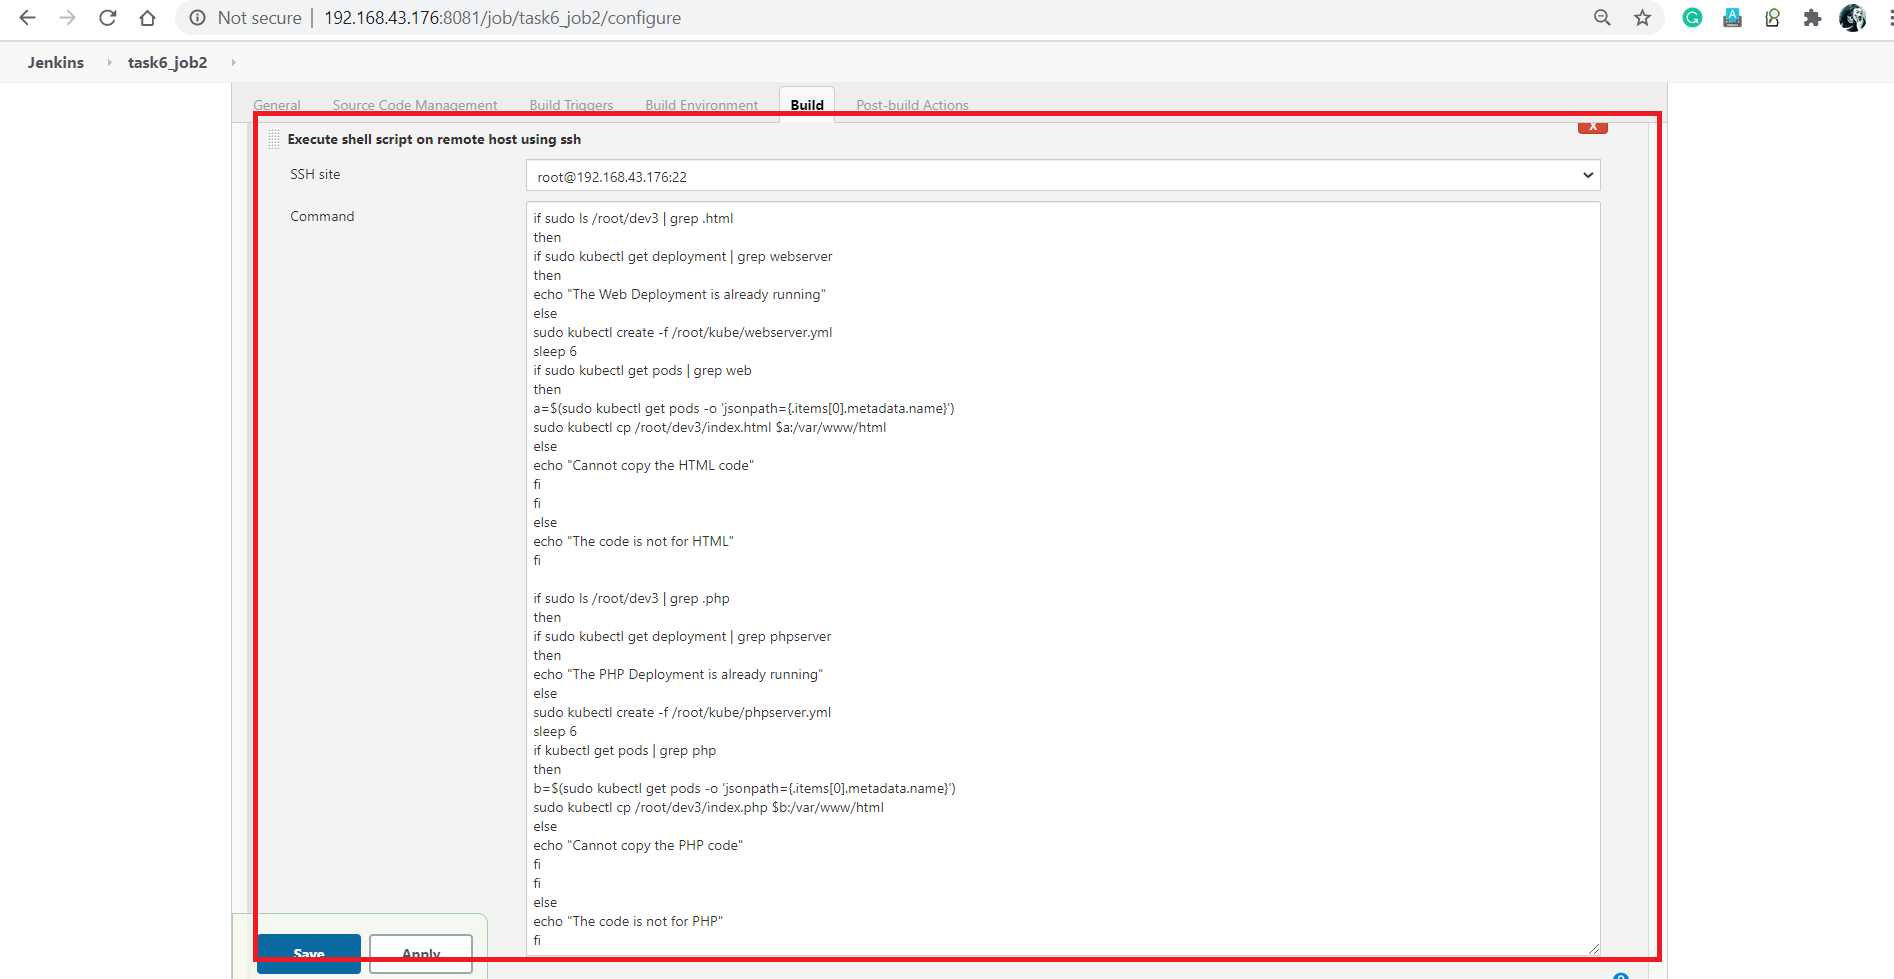 Not secure | 192.168.43.176:8081/job/task6_job2/configure
Jenkins task6_job2
General Source Code Management Build Triggers Build Environment Build Post-build Actions
X
Execute shell script on remote host using ssh
SSH site root@192.168.43.176:22
Command
if sudo ls /root/dev3 | grep .html
then
if sudo kubectl get deployment | grep webserver
then
echo "The Web Deployment is already running"
else
sudo kubectl create -f /root/kube/webserver.yml
sleep 6
if sudo kubectl get pods | grep web
then
a=$(sudo kubectl get pods -o 'jsonpath={.items[0].metadata.name}')
sudo kubectl cp /root/dev3/index.html $a:/var/www/html
else
echo "Cannot copy the HTML code"
fi
fi
else
echo "The code is not for HTML"
fi

if sudo ls /root/dev3 | grep .php
then
if sudo kubectl get deployment | grep phpserver
then
echo "The PHP Deployment is already running"
else
sudo kubectl create -f /root/kube/phpserver.yml
sleep 6
if kubectl get pods | grep php
then
b=$(sudo kubectl get pods -o 'jsonpath={.items[0].metadata.name}')
sudo kubectl cp /root/dev3/index.php $b:/var/www/html
else
echo "Cannot copy the PHP code"
fi
fi
else
echo "The code is not for PHP"
fi
Save Apply